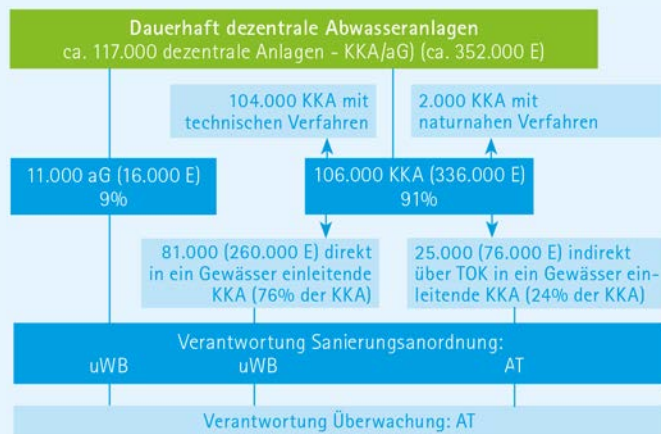 Dauerhaft dezentrale Abwasseranlagen
ca. 117.000 dezentrale Anlagen - KKA/aG) (ca. 352.000 E)
104.000 KKA mit
technischen Verfahren
2.000 KKA mit
naturnahen Verfahren
11.000 aG (16.000 E)
9%
106.000 KKA (336.000 E)
91%
81.000 (260.000 E) direkt
in ein Gewässer einleitende
KKA (76% der KKA)
25.000 (76.000 E) indirekt
über TOK in ein Gewässer ein-
leitende KKA (24% der KKA)
Verantwortung Sanierungsanordnung:
uWB uWB AT
Verantwortung Überwachung: AT